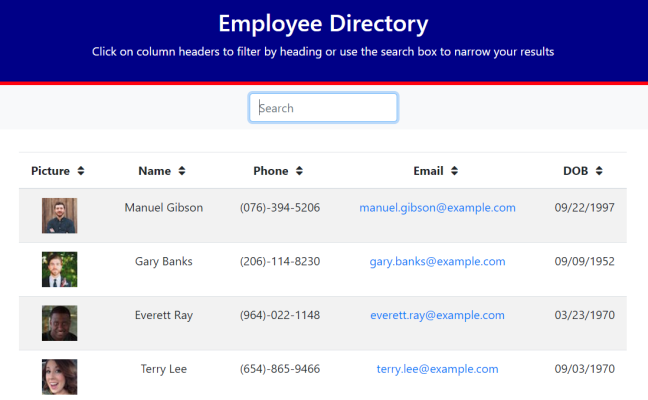 Employee Directory
Click on column headers to filter by heading or use the search box to narrow your results
Search
Picture Name Phone Email DOB
Manuel Gibson (076)-394-5206 manuel.gibson@example.com 09/22/1997
Gary Banks (206)-114-8230 gary.banks@example.com 09/09/1952
Everett Ray (964)-022-1148 everett.ray@example.com 03/23/1970
Terry Lee (654)-865-9466 terry.lee@example.com 09/03/1970